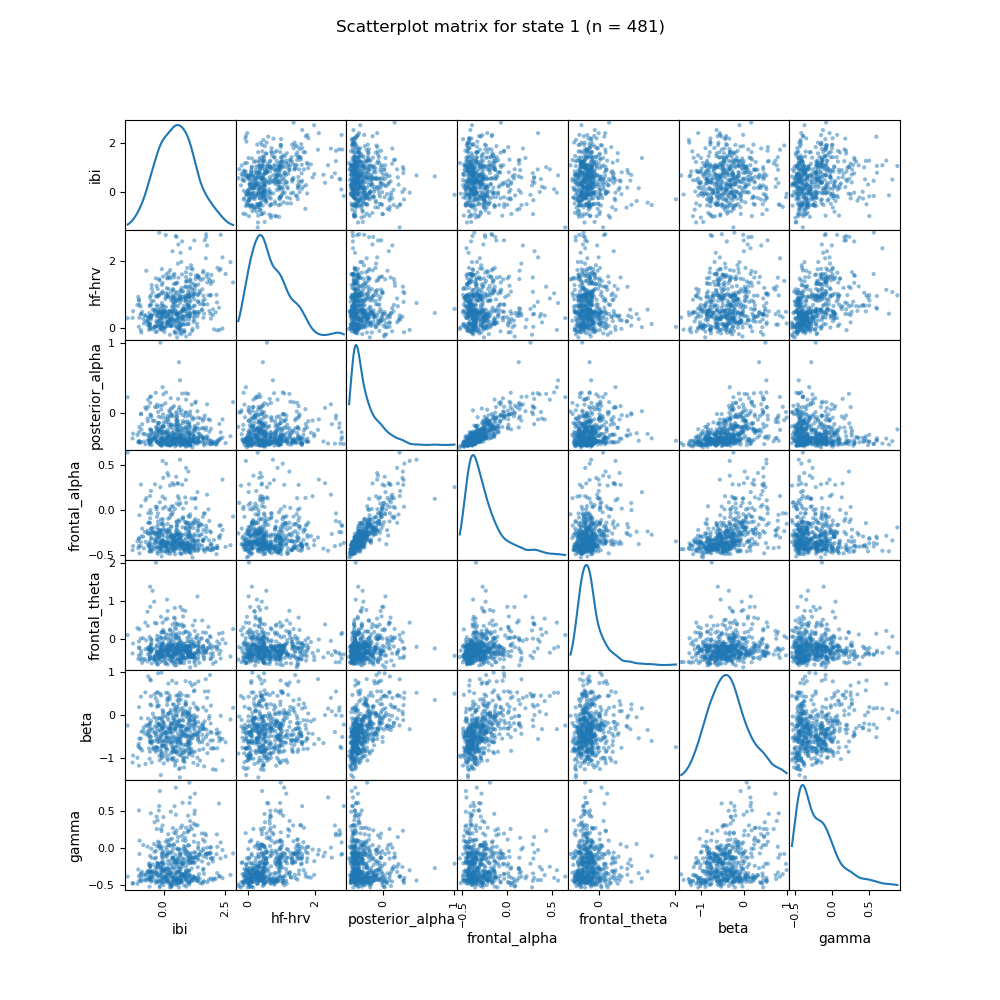 Scatterplot matrix for state 1 (n = 481)
ibi
2
0
hf-hrv
2
0
posterior_alpha
1
0
frontal_alpha
0.5
0.0
−0.5
frontal_theta
2
1
0
beta
1
0
−1
gamma
0.5
0.0
−0.5
0.0 2.5 0 2 0 1 −0.5 0.0 0.5 0 2 −1 0 1 −0.5 0.0 0.5
ibi hf-hrv posterior_alpha frontal_alpha frontal_theta beta gamma